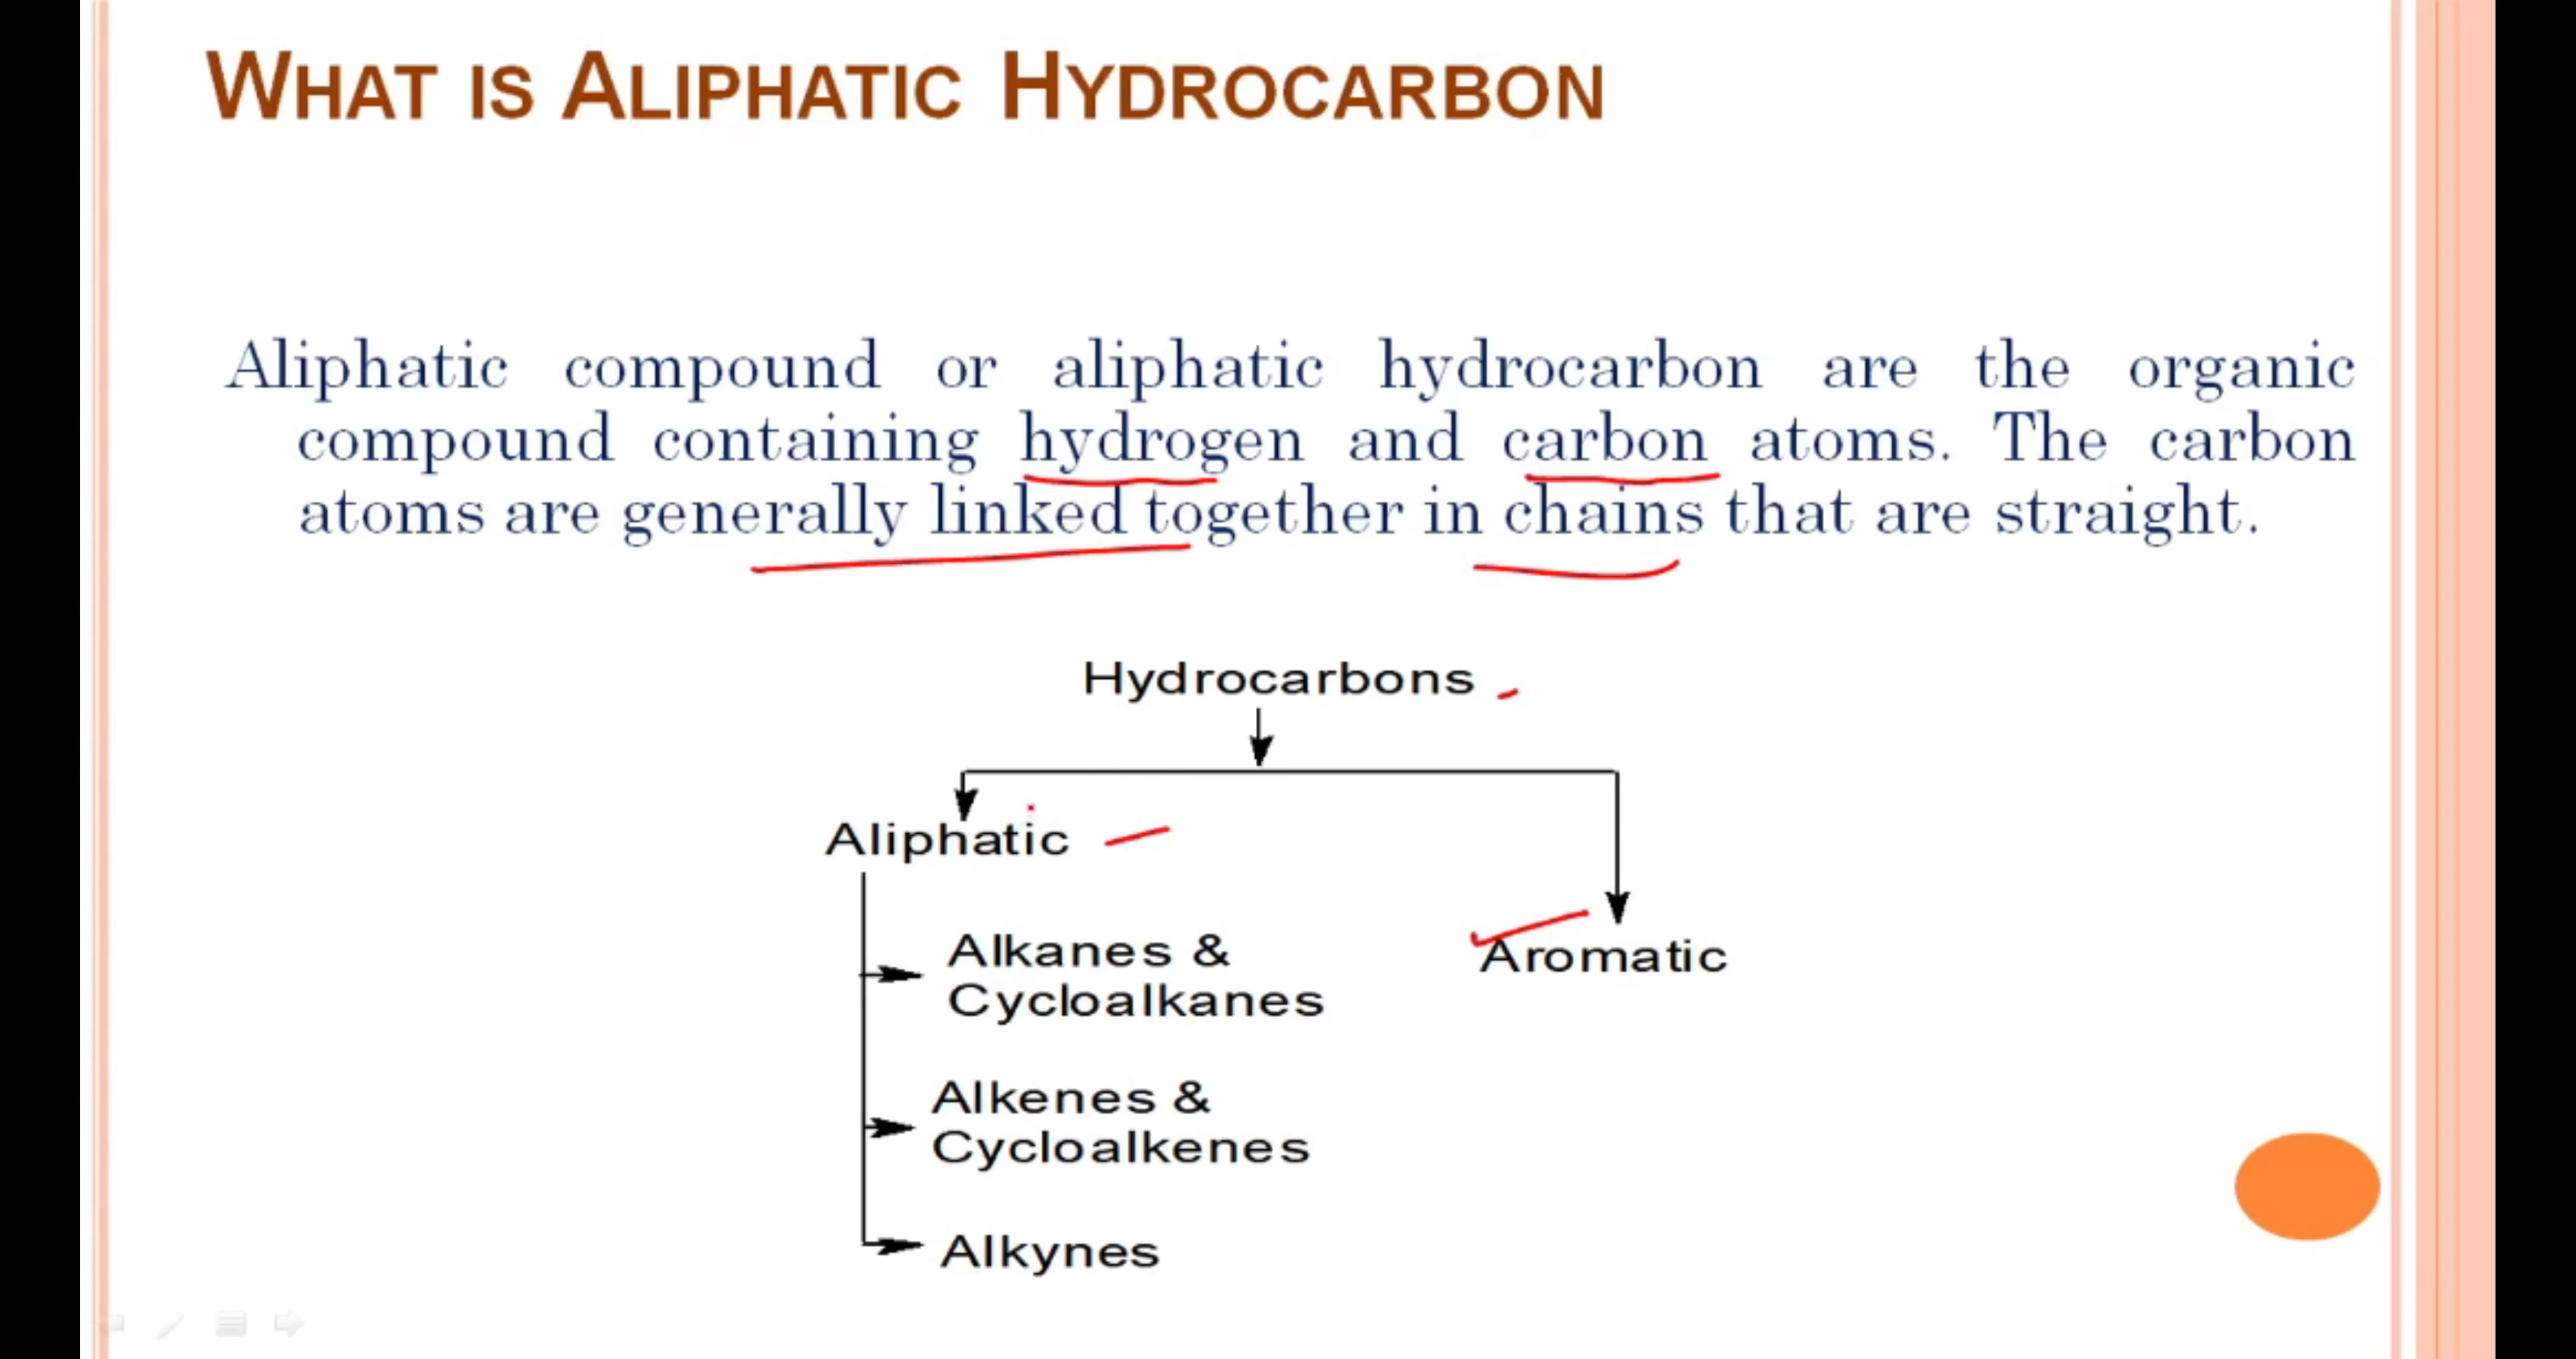 WHAT IS ALIPHATIC HYDROCARBON
Aliphatic compound or aliphatic hydrocarbon are the organic
compound containing hydrogen and carbon atoms. The carbon
atoms are generally linked together in chains that are straight.
Hydrocarbons
Aliphatic
Alkanes &
Cycloalkanes
Aromatic
Alkenes &
Cycloalkenes
Alkynes